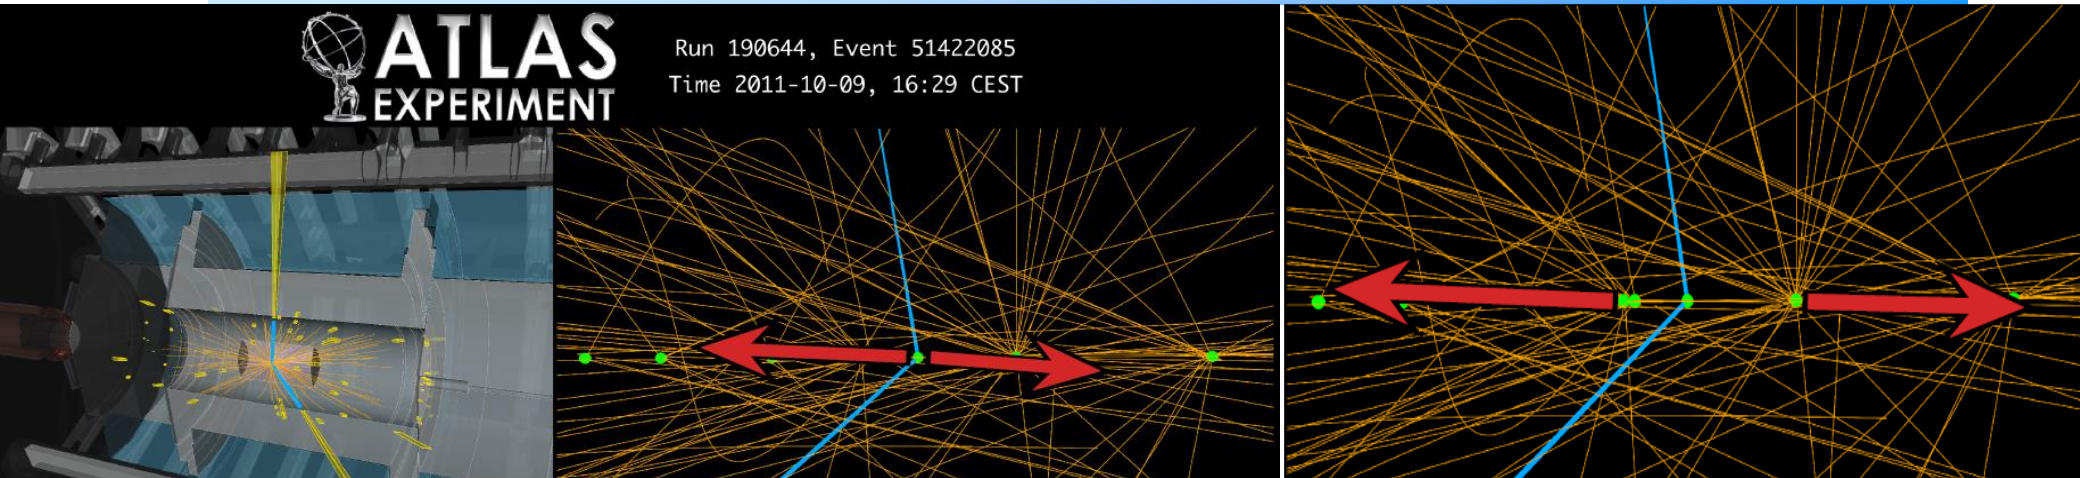 ATLAS
EXPERIMENT
Run 190644, Event 51422085
Time 2011-10-09, 16:29 CEST